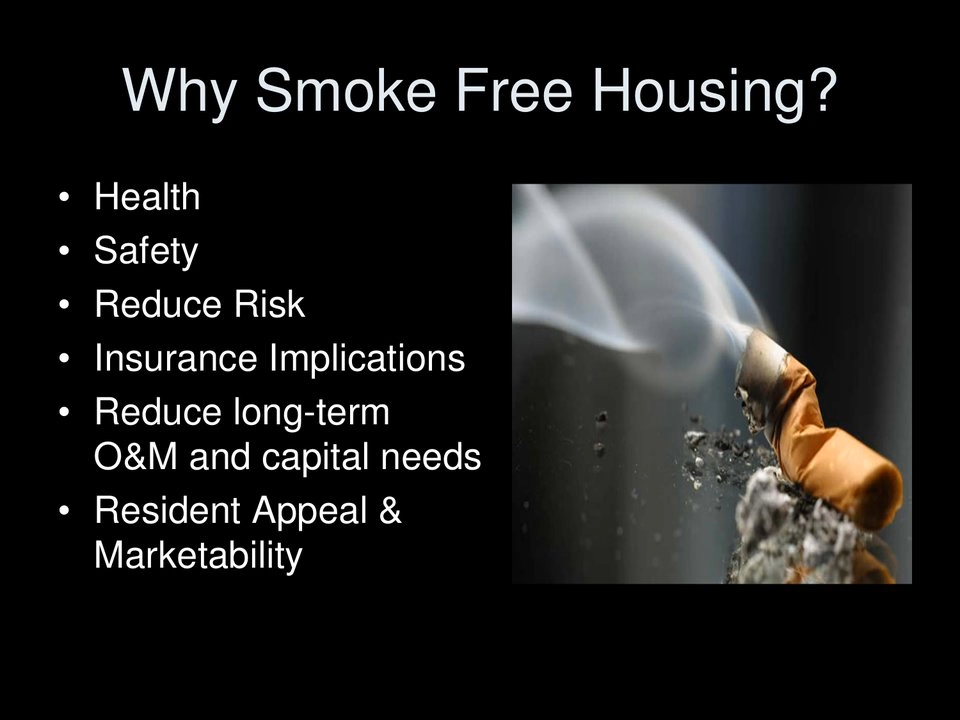 Why Smoke Free Housing?
• Health
• Safety
• Reduce Risk
• Insurance Implications
• Reduce long-term
O&M and capital needs
• Resident Appeal &
Marketability